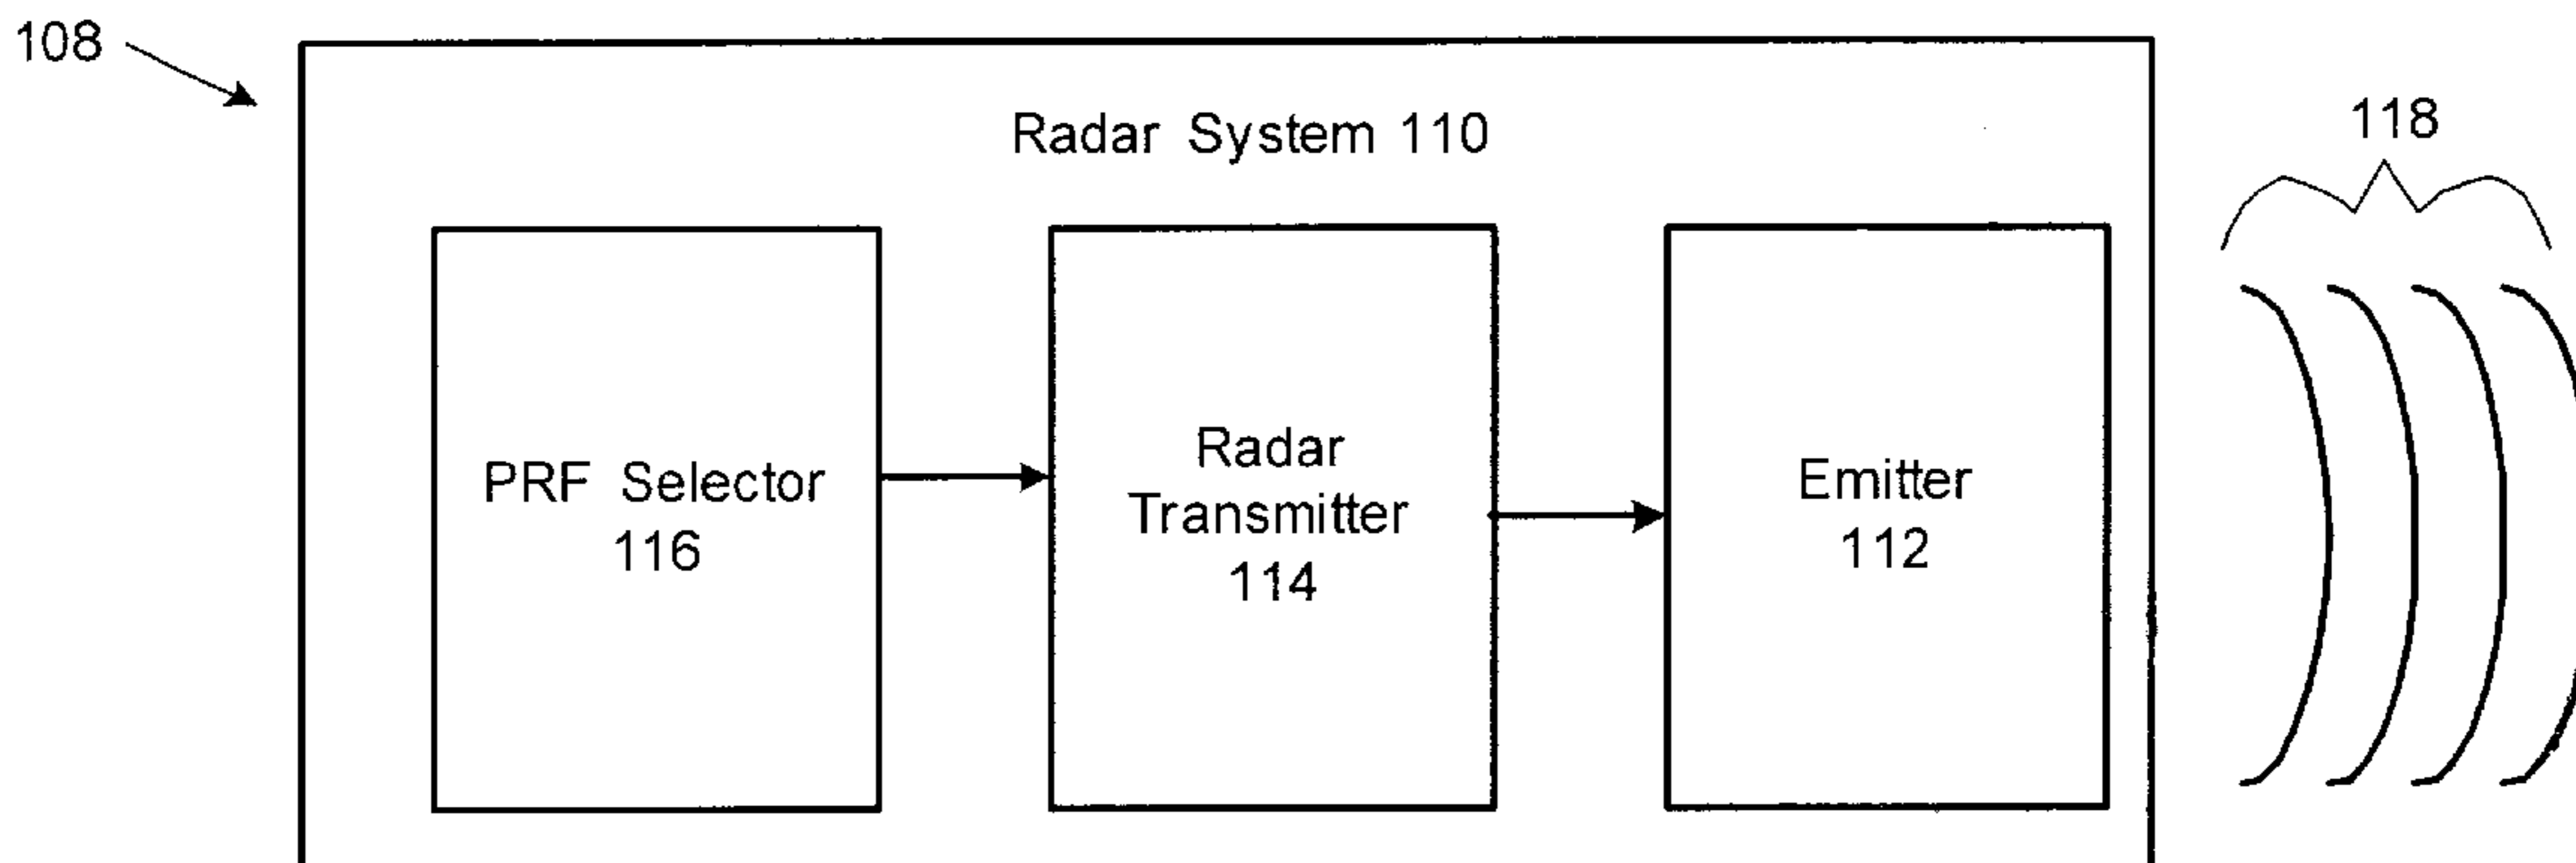 108
Radar System 110
118
PRF Selector
116
Radar
Transmitter
114
Emitter
112